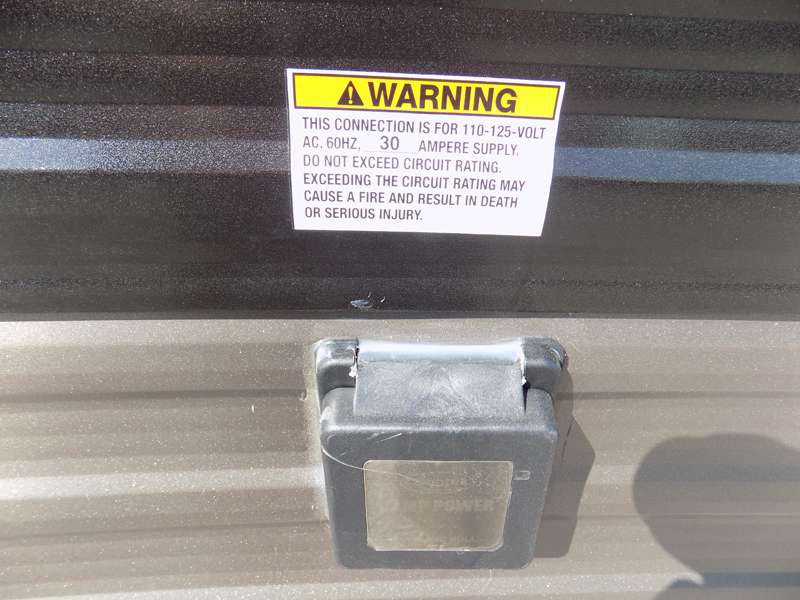 WARNING
THIS CONNECTION IS FOR 110-125-VOLT
AC, 60HZ, 30 AMPERE SUPPLY.
DO NOT EXCEED CIRCUIT RATING.
EXCEEDING THE CIRCUIT RATING MAY
CAUSE A FIRE AND RESULT IN DEATH
OR SERIOUS INJURY.
POWER